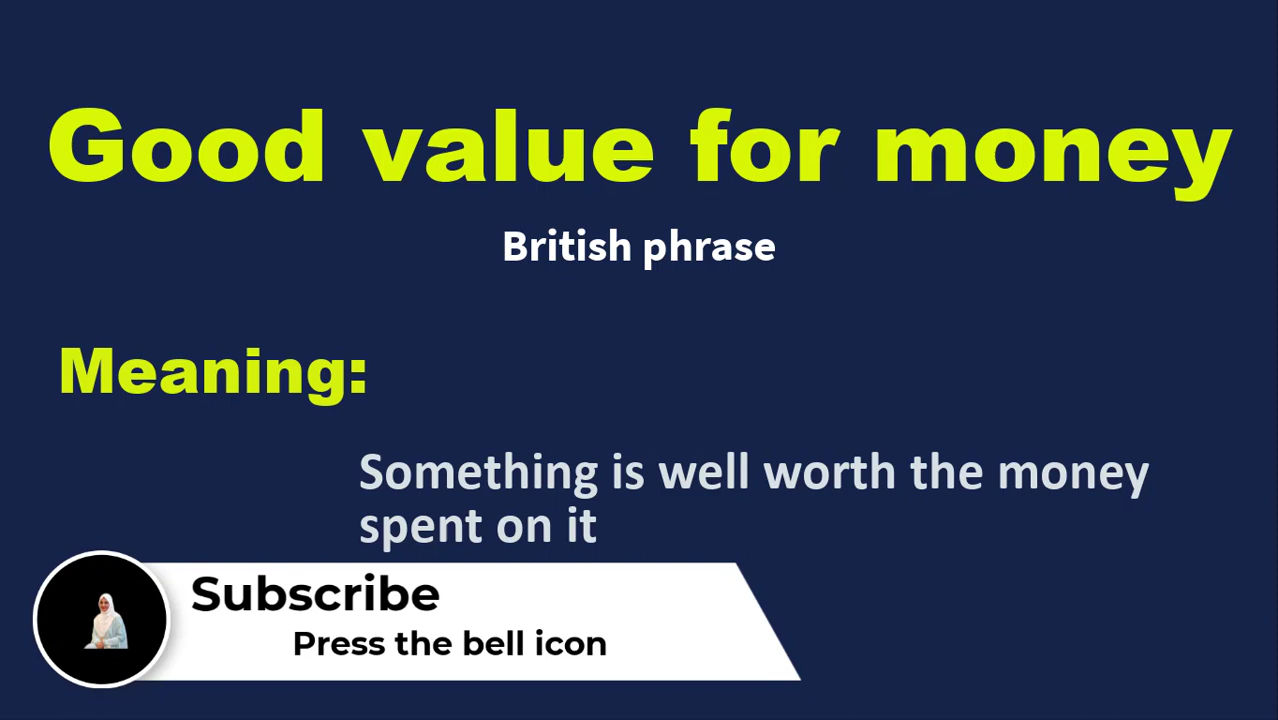 Good value for money
British phrase
Meaning:
Something is well worth the money
spent on it
Subscribe
Press the bell icon